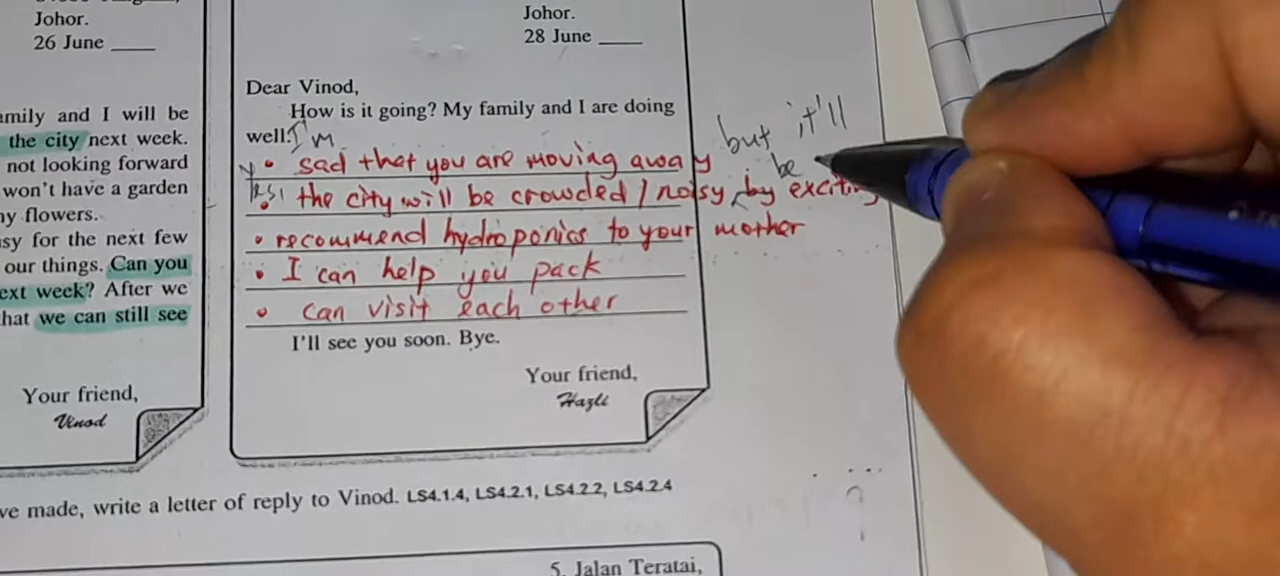 Johor.
26 June ____
amily and I will be
the city next week.
not looking forward
won't have a garden
ny flowers.
sy for the next few
our things. Can you
ext week? After we
hat we can still see
Your friend,
Vinod
Johor.
28 June ____
Dear Vinod,
How is it going? My family and I are doing
well. I'm
• sad that you are moving away but it'll
Yes, the city will be crowded / noisy by exciting be
• recommend hydroponics to your mother
• I can help you pack
• can visit each other
I'll see you soon. Bye.
Your friend,
Hazli
ve made, write a letter of reply to Vinod. LS4.1.4, LS4.2.1, LS4.2.2, LS4.2.4
5, Jalan Teratai,